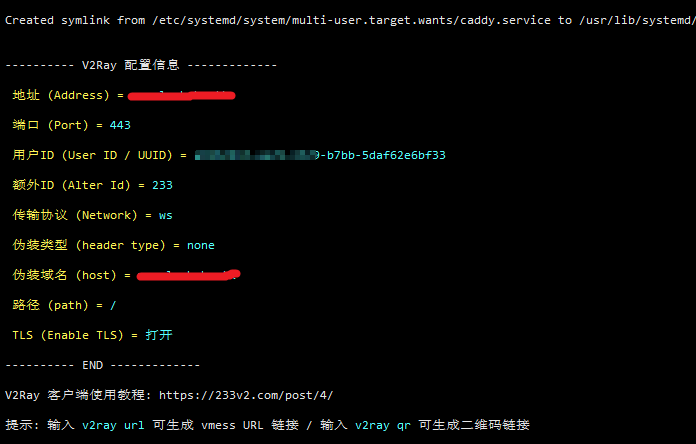 Created symlink from /etc/systemd/system/multi-user.target.wants/caddy.service to /usr/lib/systemd/
---------- V2Ray 配置信息 -------------
地址 (Address) =
端口 (Port) = 443
用户ID (User ID / UUID) = 9-b7bb-5daf62e6bf33
额外ID (Alter Id) = 233
传输协议 (Network) = ws
伪装类型 (header type) = none
伪装域名 (host) =
路径 (path) = /
TLS (Enable TLS) = 打开
---------- END -------------
V2Ray 客户端使用教程: https://233v2.com/post/4/
提示: 输入 v2ray url 可生成 vmess URL 链接 / 输入 v2ray qr 可生成二维码链接